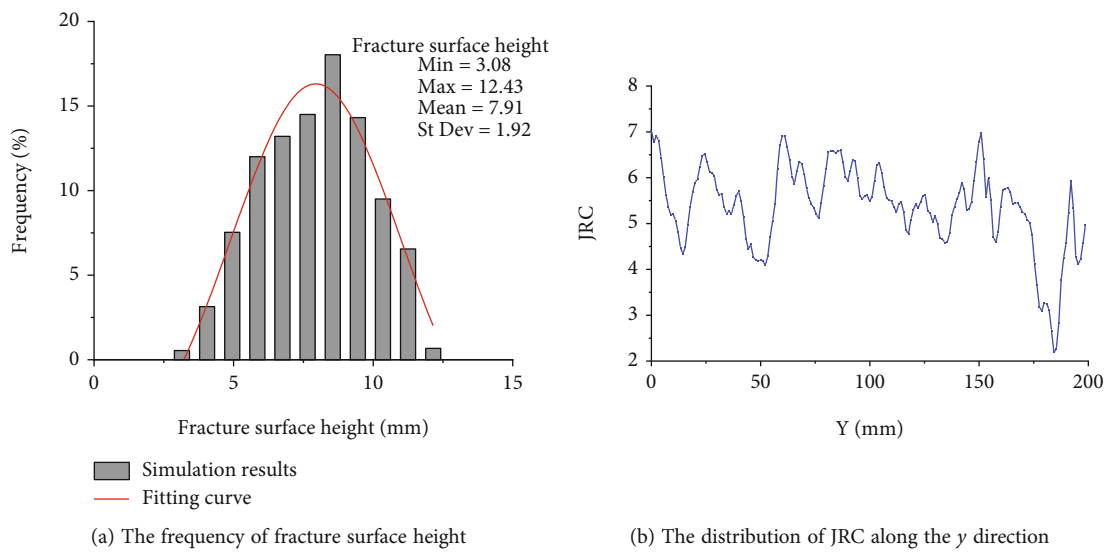 20
15
10
5
0
Frequency (%)
0
5
10
15
Fracture surface height (mm)
Fracture surface height
Min = 3.08
Max = 12.43
Mean = 7.91
St Dev = 1.92
Simulation results
Fitting curve
(a) The frequency of fracture surface height
8
7
6
5
4
3
2
JRC
0
50
100
150
200
Y (mm)
(b) The distribution of JRC along the y direction